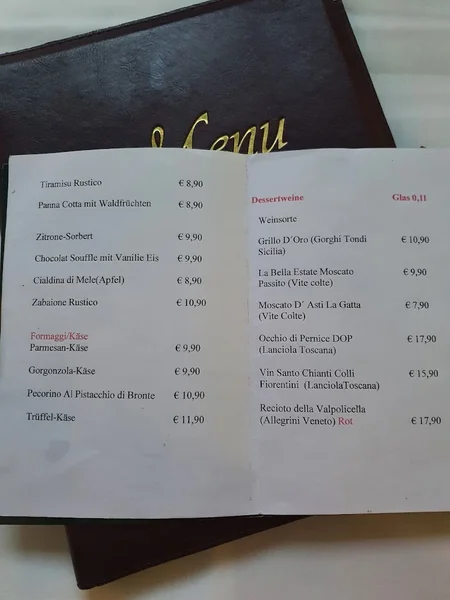 Menu
Tiramisu Rustico € 8,90
Panna Cotta mit Waldfrüchten € 8,90
Zitrone-Sorbert € 9,90
Chocolat Souffle mit Vanilie Eis € 9,90
Cialdina di Mele(Apfel) € 8,90
Zabaione Rustico € 10,90
Formaggi/Käse
Parmesan-Käse € 9,90
Gorgonzola-Käse € 9,90
Pecorino Al Pistacchio di Bronte € 10,90
Trüffel-Käse € 11,90
Dessertweine Glas 0,1l
Weinsorte
Grillo D´Oro (Gorghi Tondi € 10,90
Sicilia)
La Bella Estate Moscato € 9,90
Passito (Vite colte)
Moscato D´ Asti La Gatta € 7,90
(Vite Colte)
Occhio di Pernice DOP € 17,90
(Lanciola Toscana)
Vin Santo Chianti Colli € 15,90
Fiorentini (LanciolaToscana)
Recioto della Valpolicella
(Allegrini Veneto) Rot € 17,90